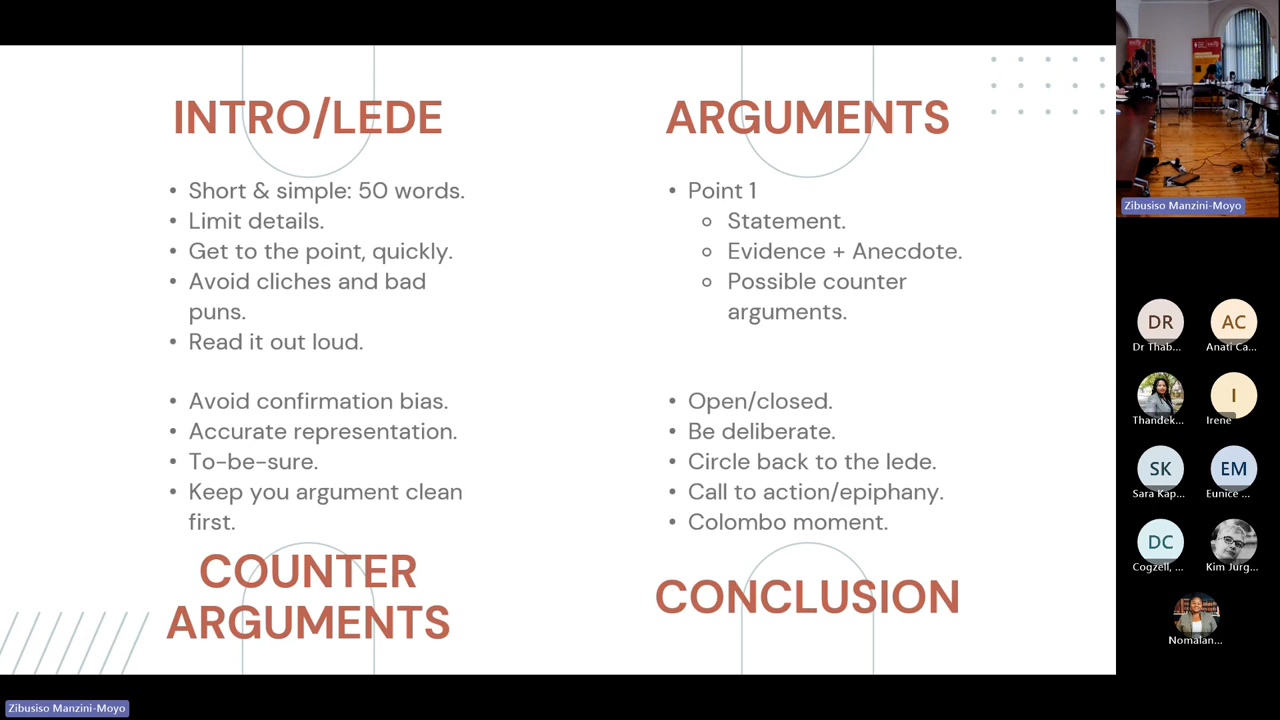 INTRO/LEDE
• Short & simple: 50 words.
• Limit details.
• Get to the point, quickly.
• Avoid cliches and bad
puns.
• Read it out loud.
ARGUMENTS
• Point 1
Statement.
Evidence + Anecdote.
Possible counter
arguments.
• Avoid confirmation bias.
• Accurate representation.
• To-be-sure.
• Keep you argument clean
first.
COUNTER
ARGUMENTS
• Open/closed.
• Be deliberate.
• Circle back to the lede.
• Call to action/epiphany.
• Colombo moment.
CONCLUSION
Zibusiso Manzini-Moyo
DR
Dr Thab...
AC
Anati Ca...
Thandek...
I
Irene
SK
Sara Kap...
EM
Eunice ...
DC
Cogzell, ...
Kim Jurg...
Nomalan...
Zibusiso Manzini-Moyo